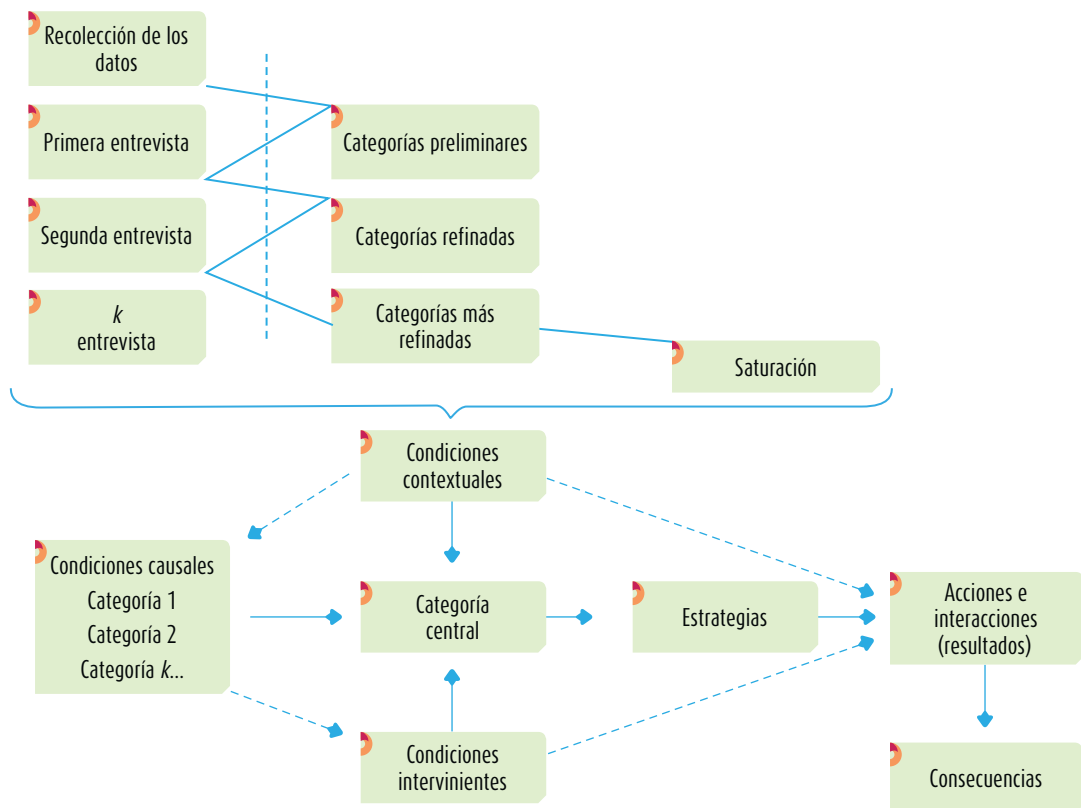 Recolección de los
datos
Primera entrevista
Categorías preliminares
Segunda entrevista
Categorías refinadas
k
entrevista
Categorías más
refinadas
Saturación
Condiciones
contextuales
Condiciones causales
Categoría 1
Categoría 2
Categoría k...
Categoría
central
Estrategias
Acciones e
interacciones
(resultados)
Condiciones
intervinientes
Consecuencias